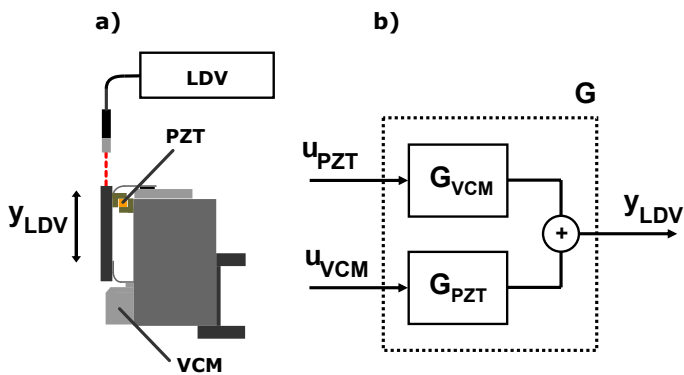 a)
LDV
PZT
y_LDV
VCM
b)
G
u_PZT
G_VCM
y_LDV
+
u_VCM
G_PZT